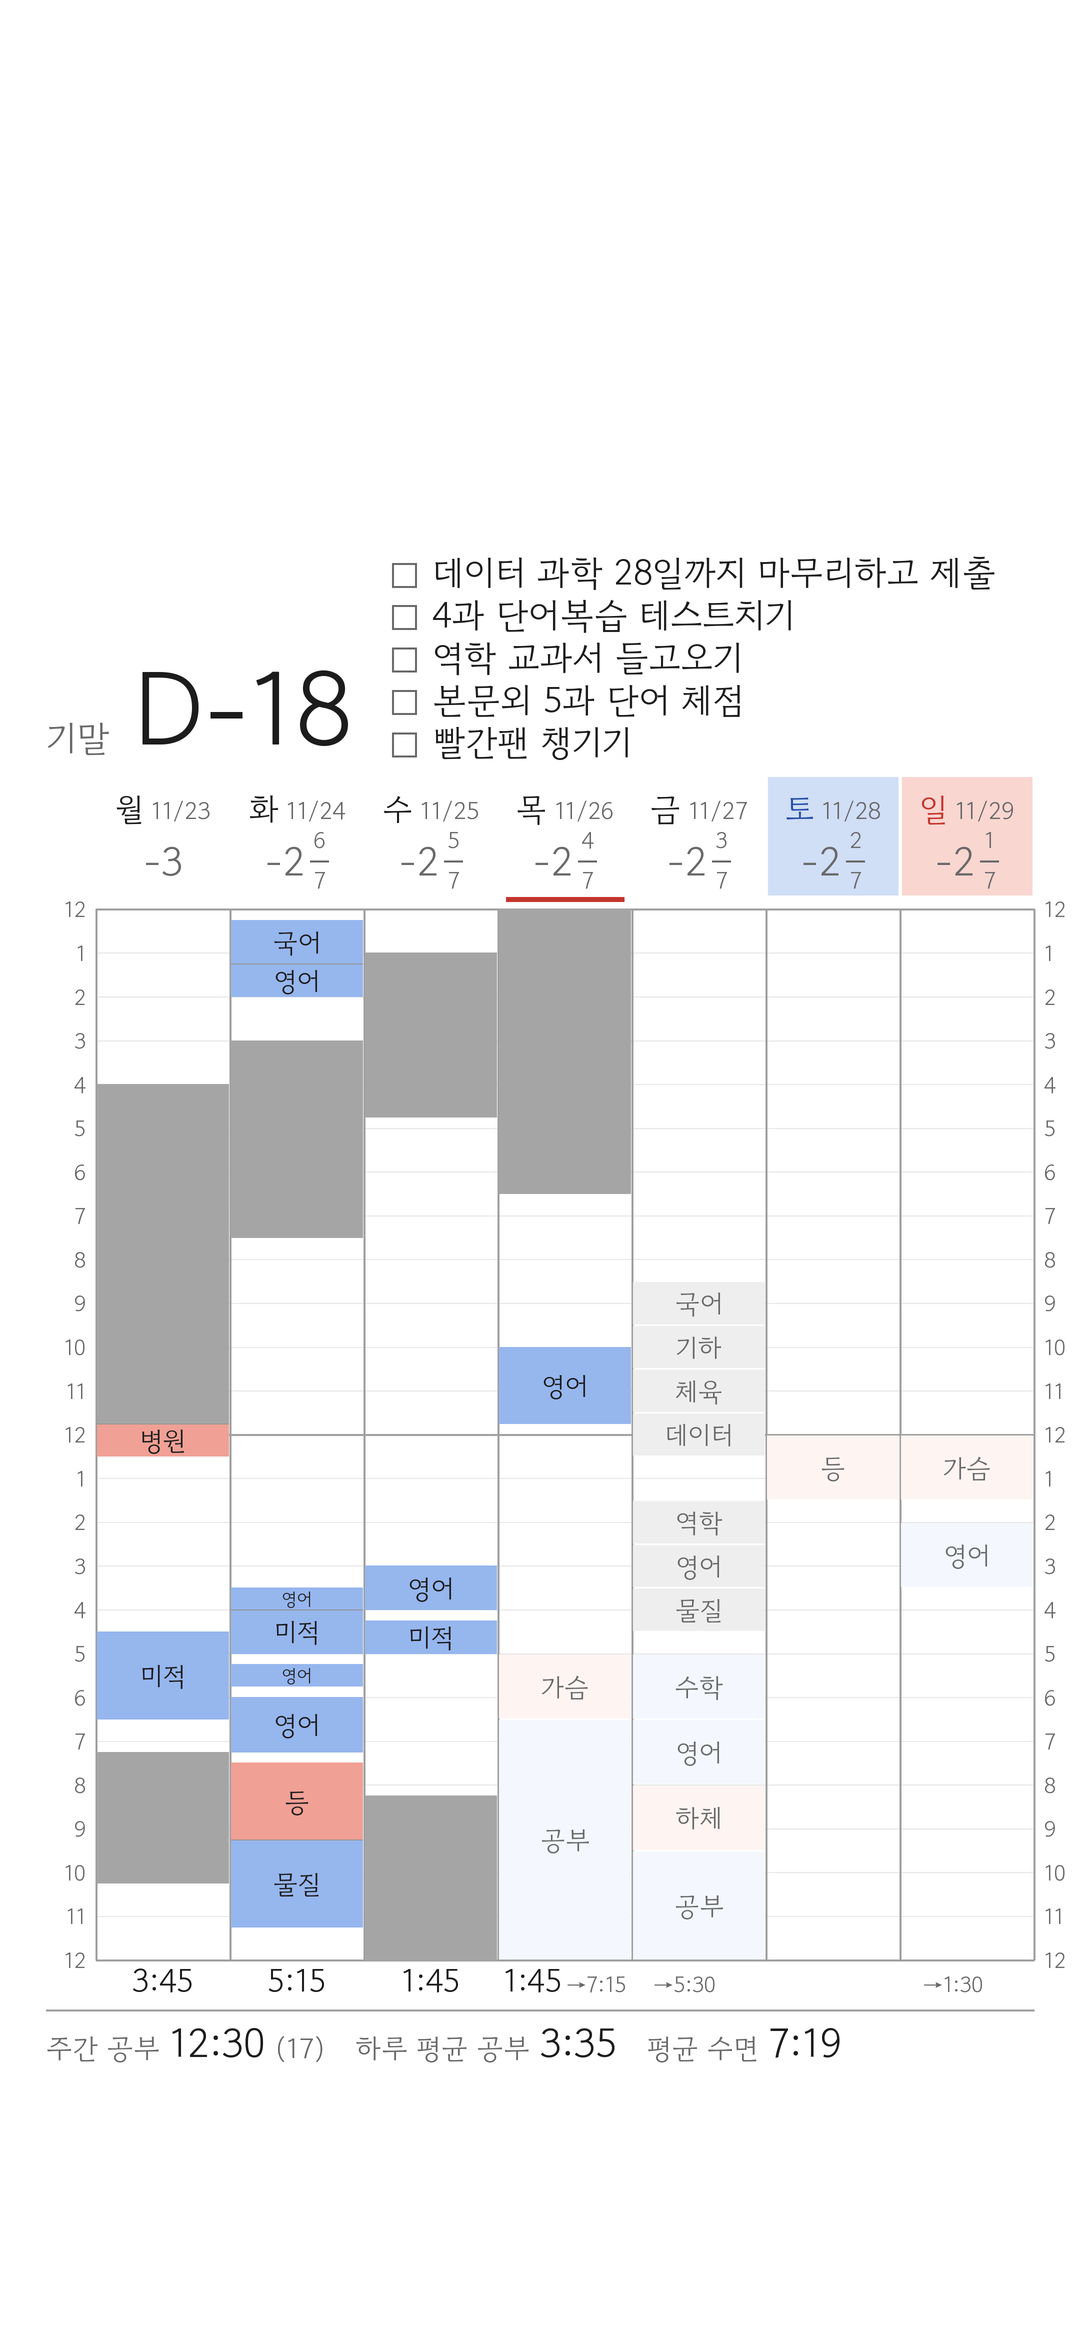 데이터 과학 28일까지 마무리하고 제출
4과 단어복습 테스트치기
역학 교과서 들고오기
본문외 5과 단어 체점
빨간팬 챙기기
기말 D-18
월 11/23 화 11/24 수 11/25 목 11/26 금 11/27 토 11/28 일 11/29
-3 -2 6/7 -2 5/7 -2 4/7 -2 3/7 -2 2/7 -2 1/7
12 12
국어
1 1
영어
2 2
3 3
4 4
5 5
6 6
7 7
8 8
9 국어 9
10 기하 10
영어
11 체육 11
12 병원 데이터 12
등 가슴
1 1
2 역학 2
영어
3 영어 3
영어 영어
4 물질 4
미적 미적
5 5
미적 영어 가슴 수학
6 6
영어
7 영어 7
8 등 8
하체
9 공부 9
10 물질 10
공부
11 11
12 12
3:45 5:15 1:45 1:45 →7:15 →5:30 →1:30
주간 공부 12:30 (17) 하루 평균 공부 3:35 평균 수면 7:19